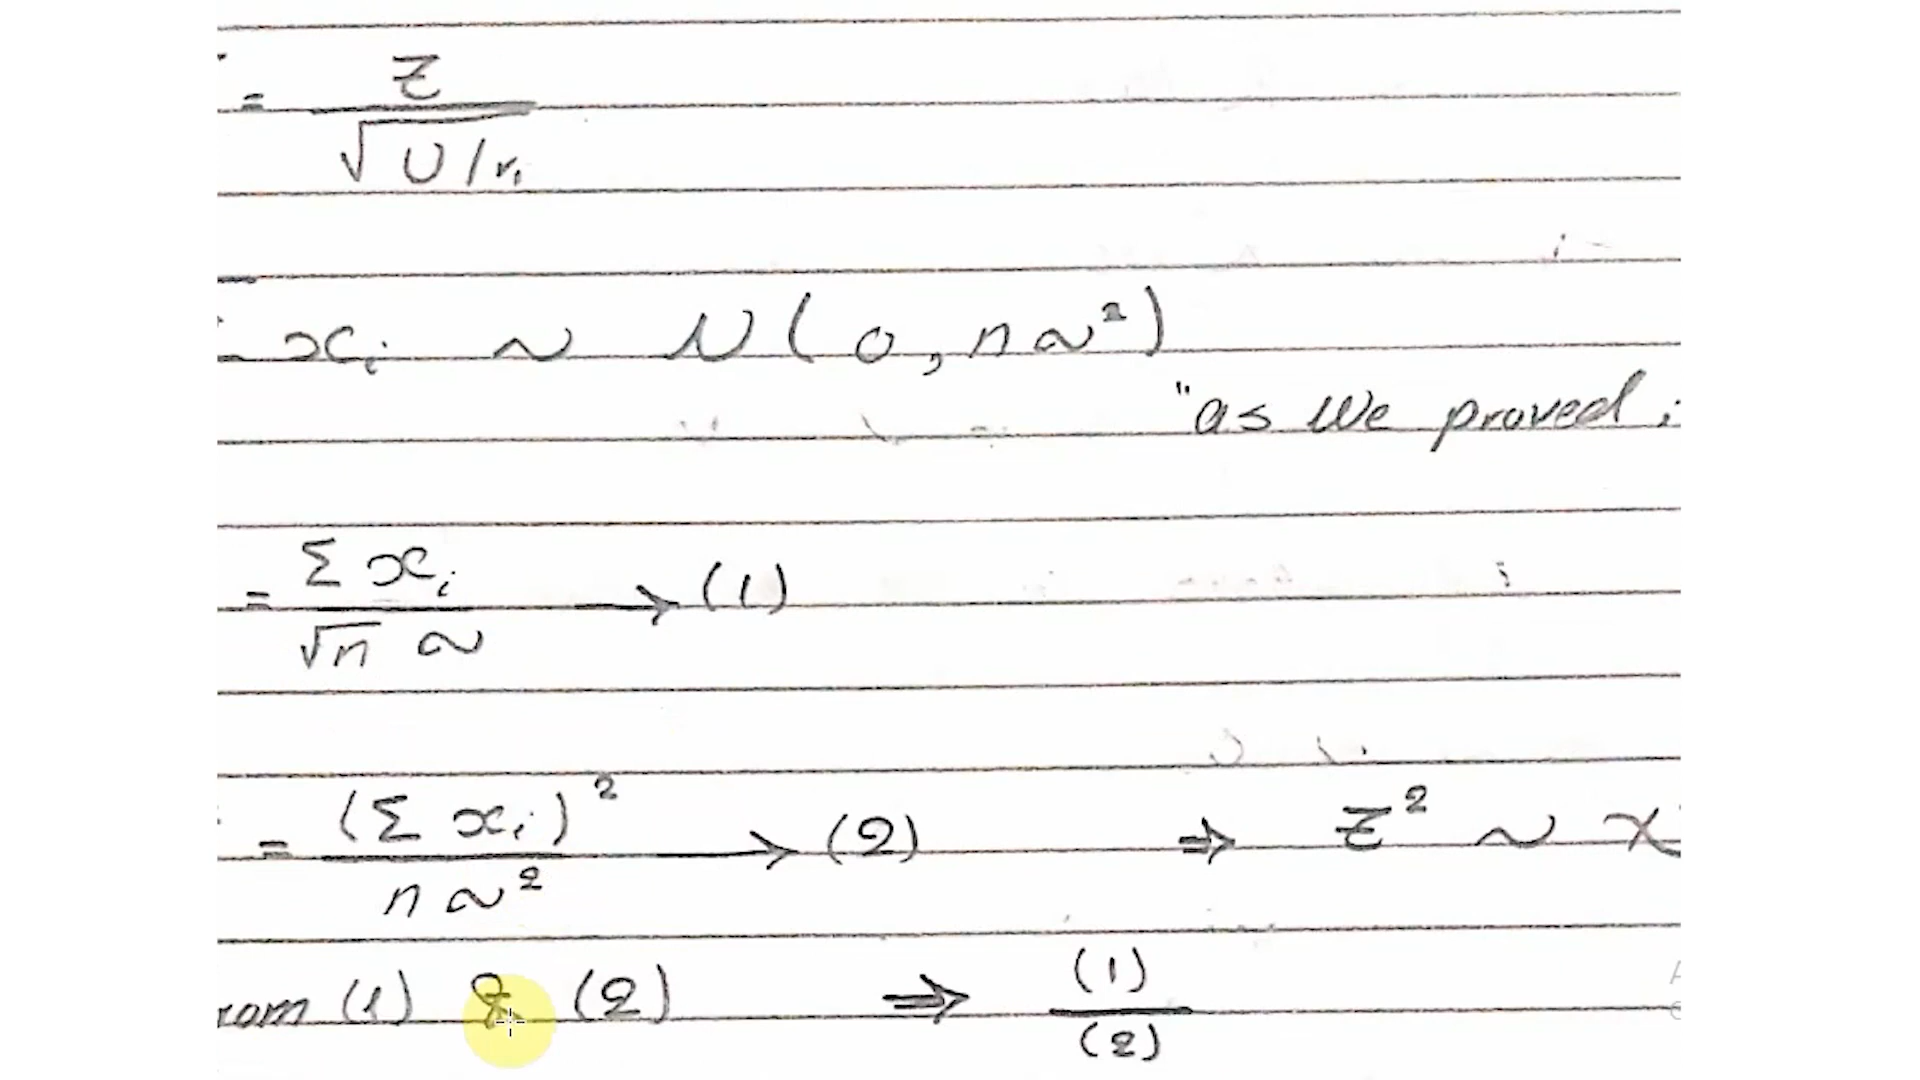 = Z / √(U/r₁)
xᵢ ~ N(0, nσ²)
"as we proved
= Σxᵢ / (√n σ) → (1)
= (Σxᵢ)² / (nσ²) → (2) ⇒ Z² ~ χ
rom (1) & (2) ⇒ (1) / (2)